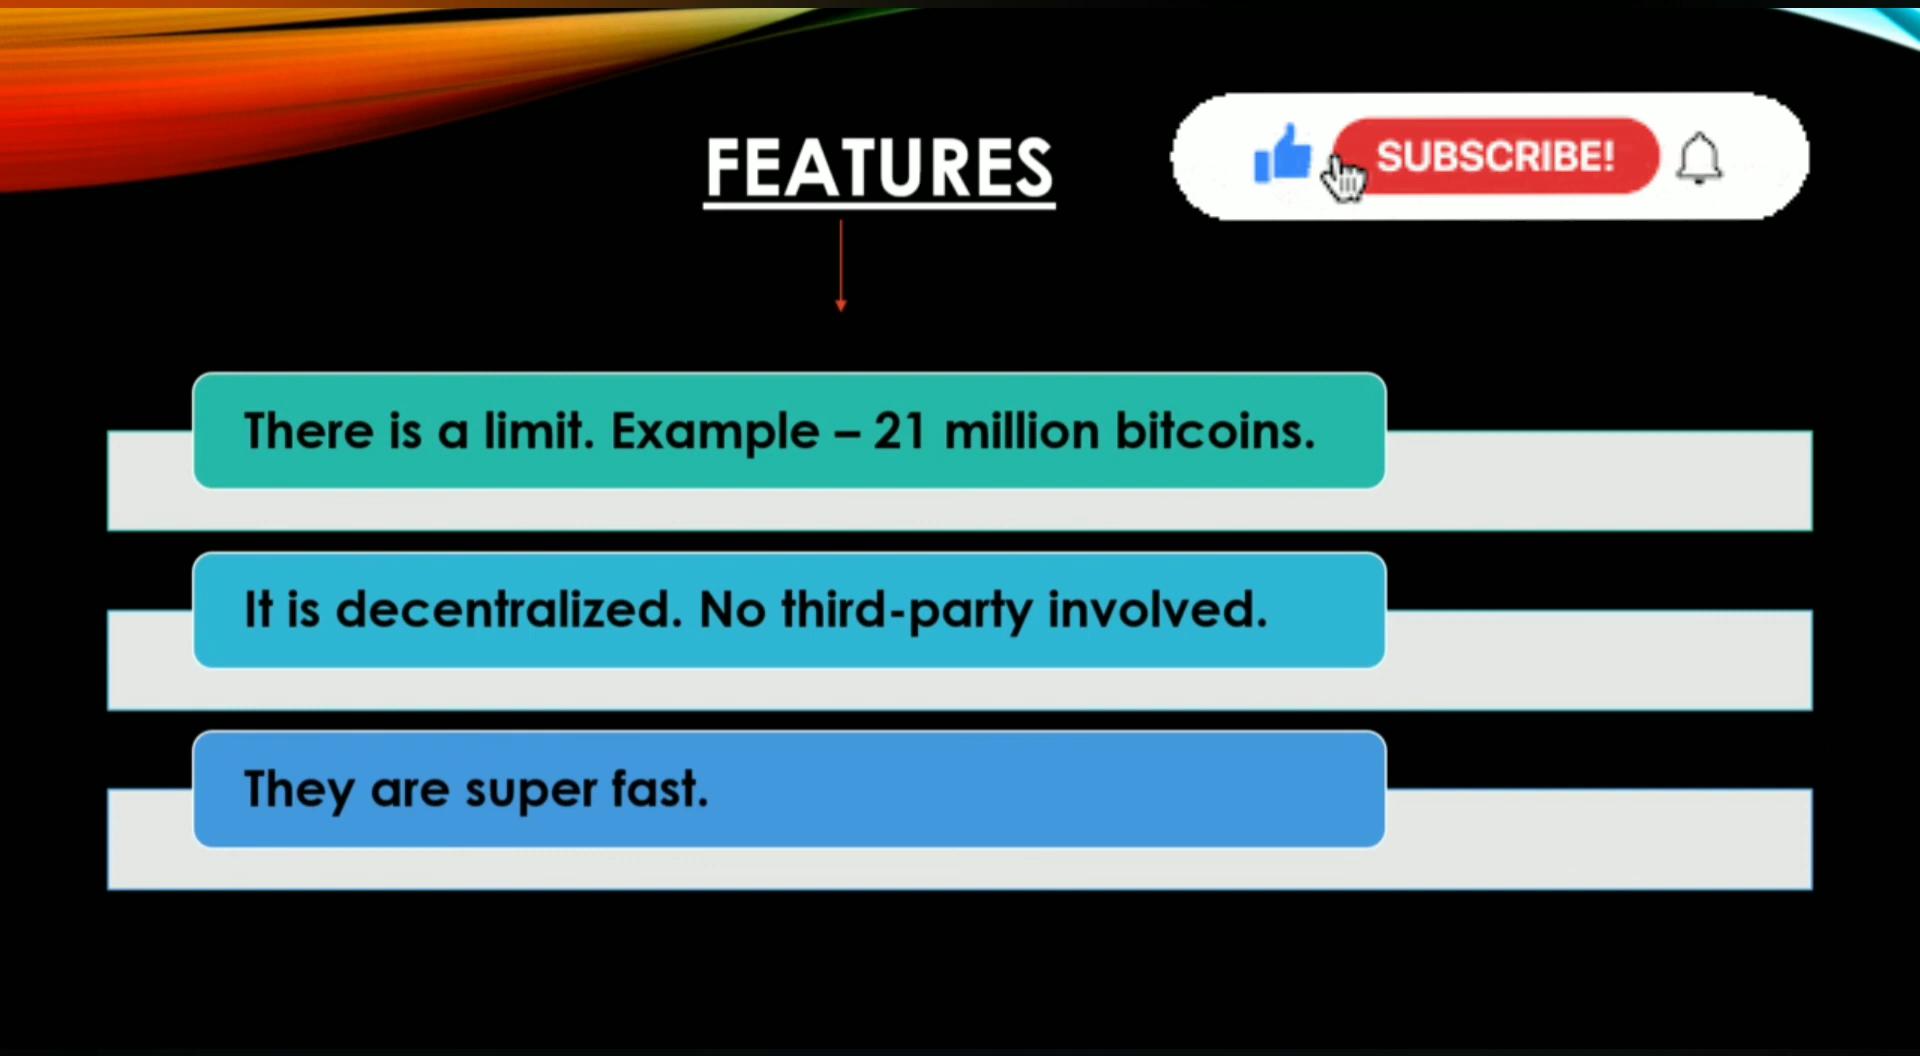 FEATURES
SUBSCRIBE!
There is a limit. Example – 21 million bitcoins.
It is decentralized. No third-party involved.
They are super fast.